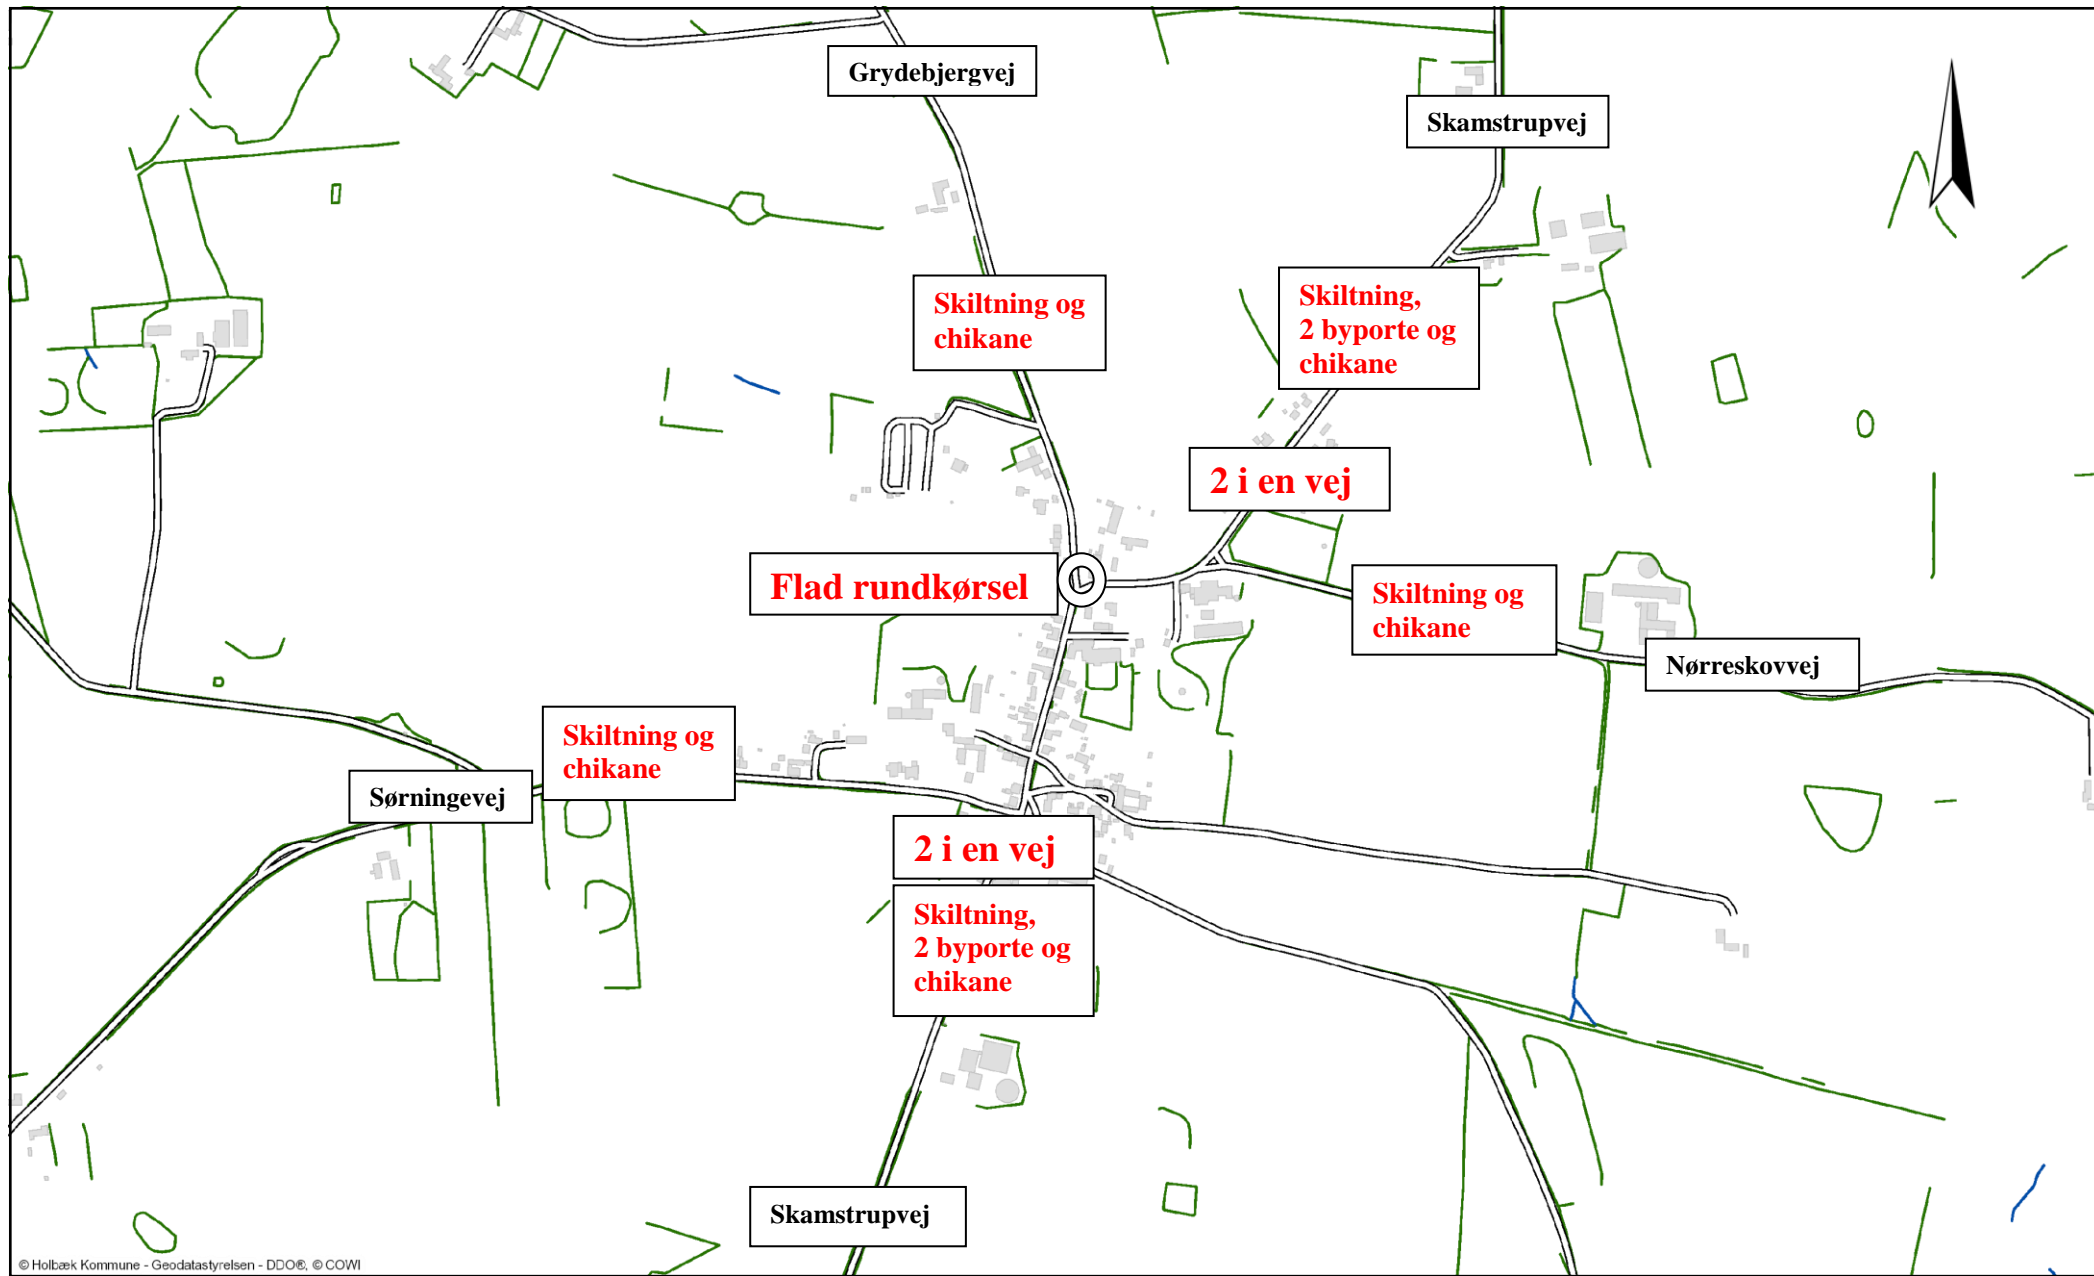 Grydebjergvej
Skamstrupvej
Skiltning og
chikane
Skiltning,
2 byporte og
chikane
2 i en vej
Flad rundkørsel
Skiltning og
chikane
Nørreskovvej
Skiltning og
chikane
Sørningevej
2 i en vej
Skiltning,
2 byporte og
chikane
Skamstrupvej
© Holbæk Kommune - Geodatastyrelsen - DDO®, © COWI